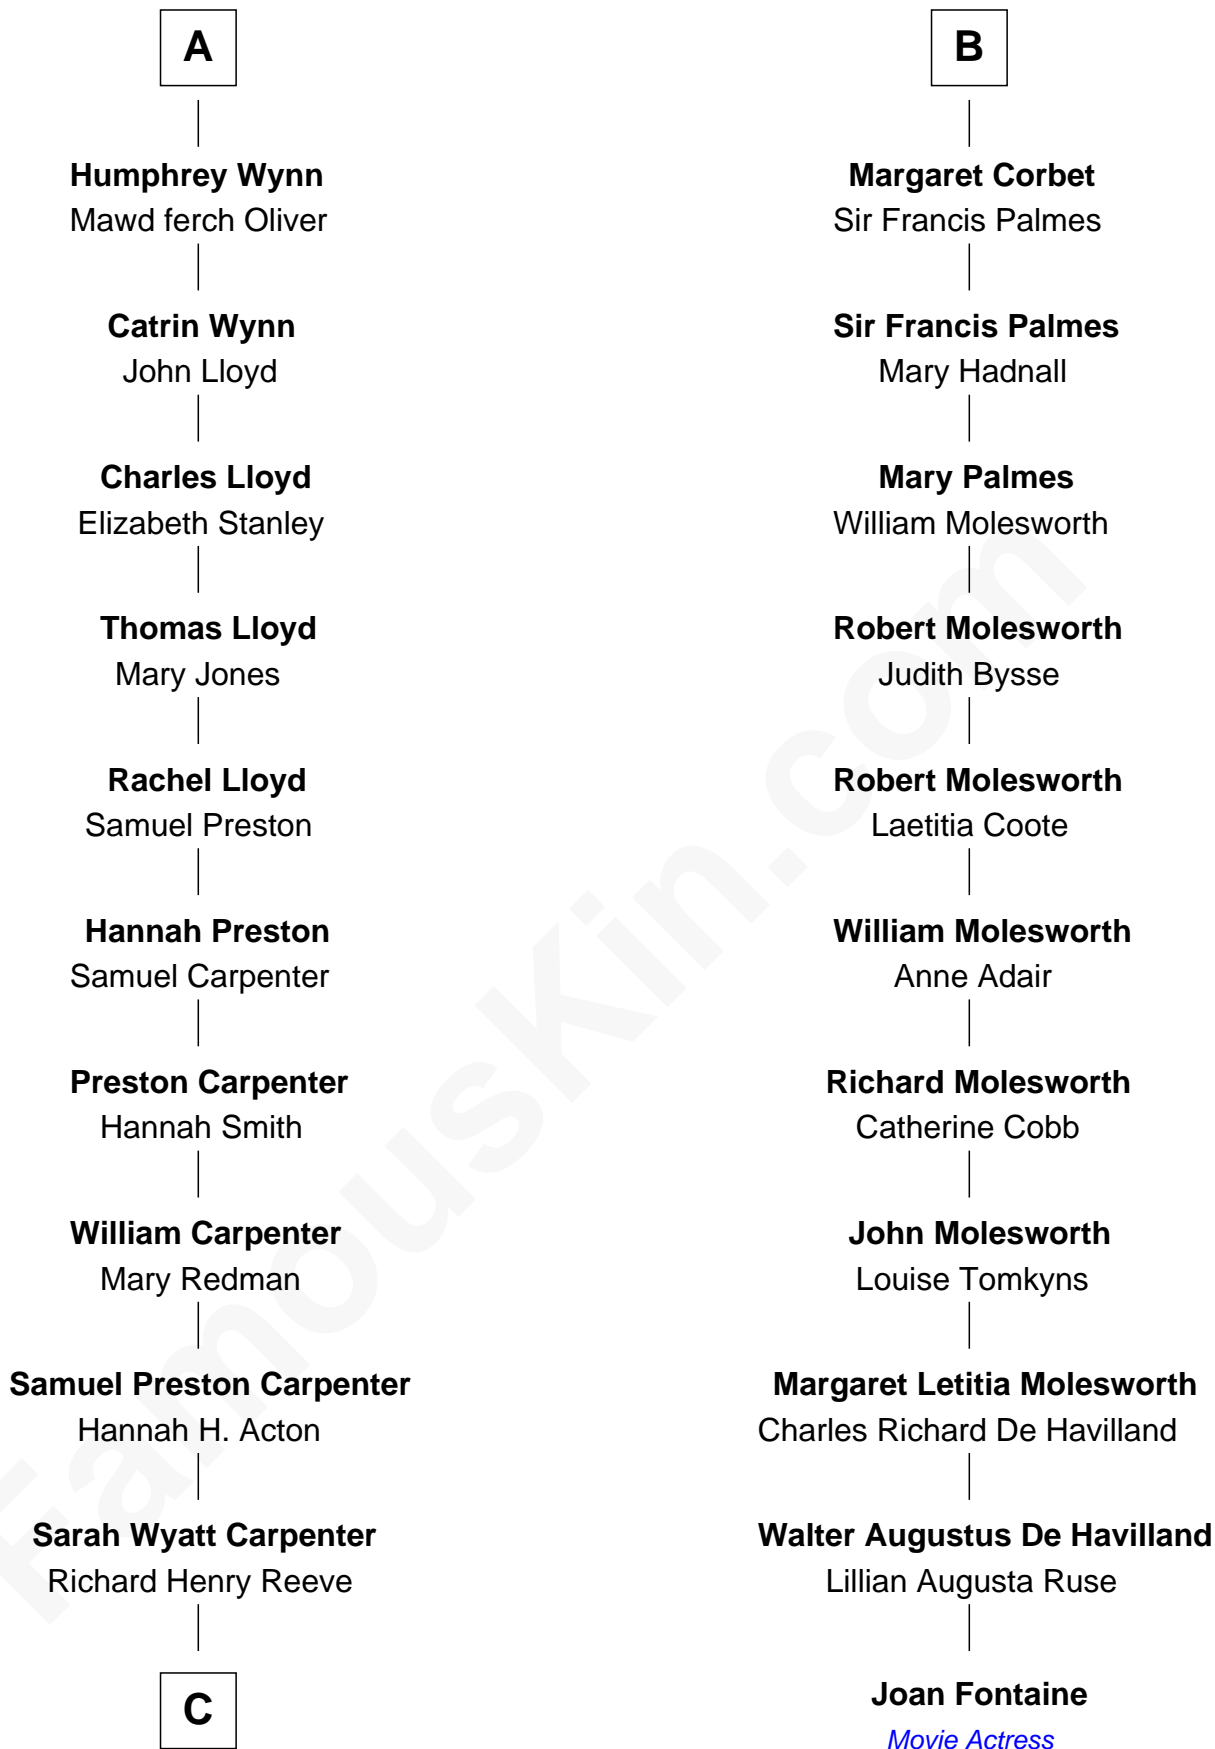 A
Humphrey Wynn
Mawd ferch Oliver
Catrin Wynn
John Lloyd
Charles Lloyd
Elizabeth Stanley
Thomas Lloyd
Mary Jones
Rachel Lloyd
Samuel Preston
Hannah Preston
Samuel Carpenter
Preston Carpenter
Hannah Smith
William Carpenter
Mary Redman
Samuel Preston Carpenter
Hannah H. Acton
Sarah Wyatt Carpenter
Richard Henry Reeve
C
B
Margaret Corbet
Sir Francis Palmes
Sir Francis Palmes
Mary Hadnall
Mary Palmes
William Molesworth
Robert Molesworth
Judith Bysse
Robert Molesworth
Laetitia Coote
William Molesworth
Anne Adair
Richard Molesworth
Catherine Cobb
John Molesworth
Louise Tomkyns
Margaret Letitia Molesworth
Charles Richard De Havilland
Walter Augustus De Havilland
Lillian Augusta Ruse
Joan Fontaine
Movie Actress
FamousKin.com